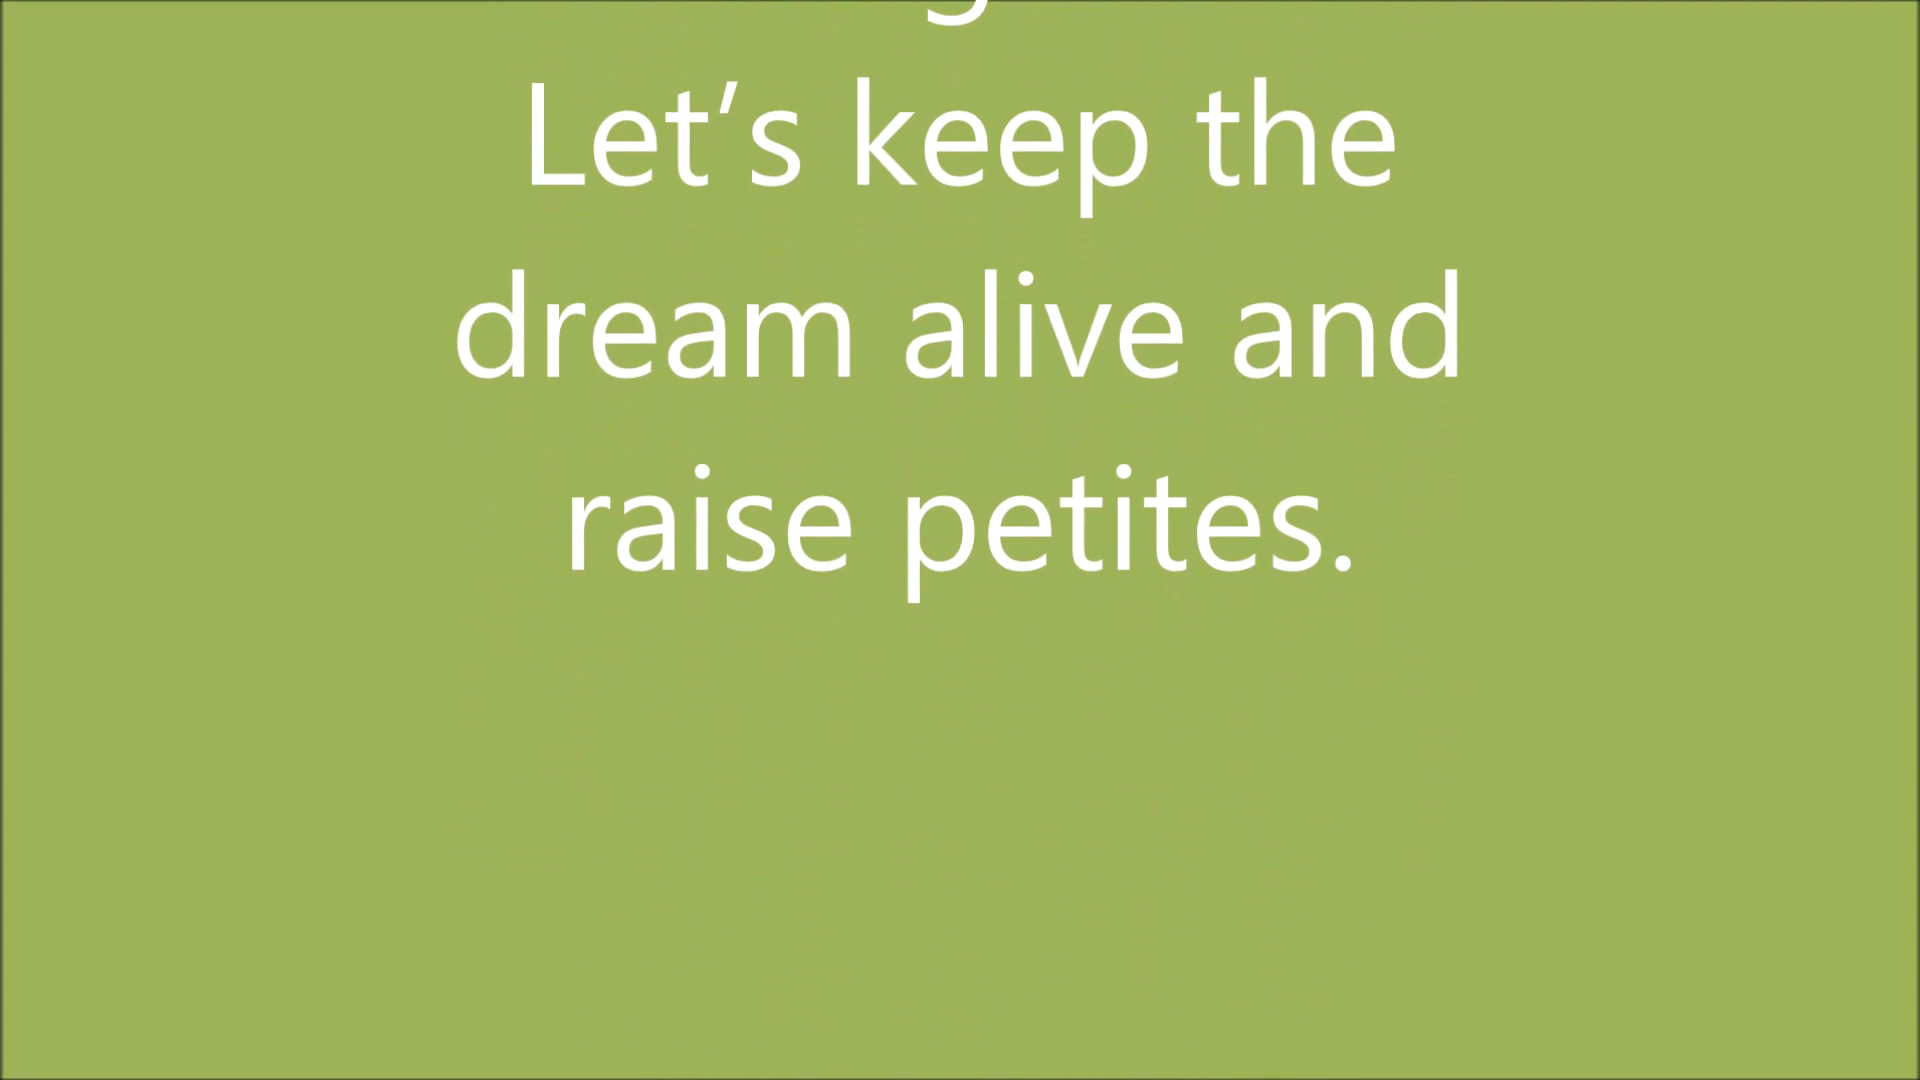 Let's keep the
dream alive and
raise petites.